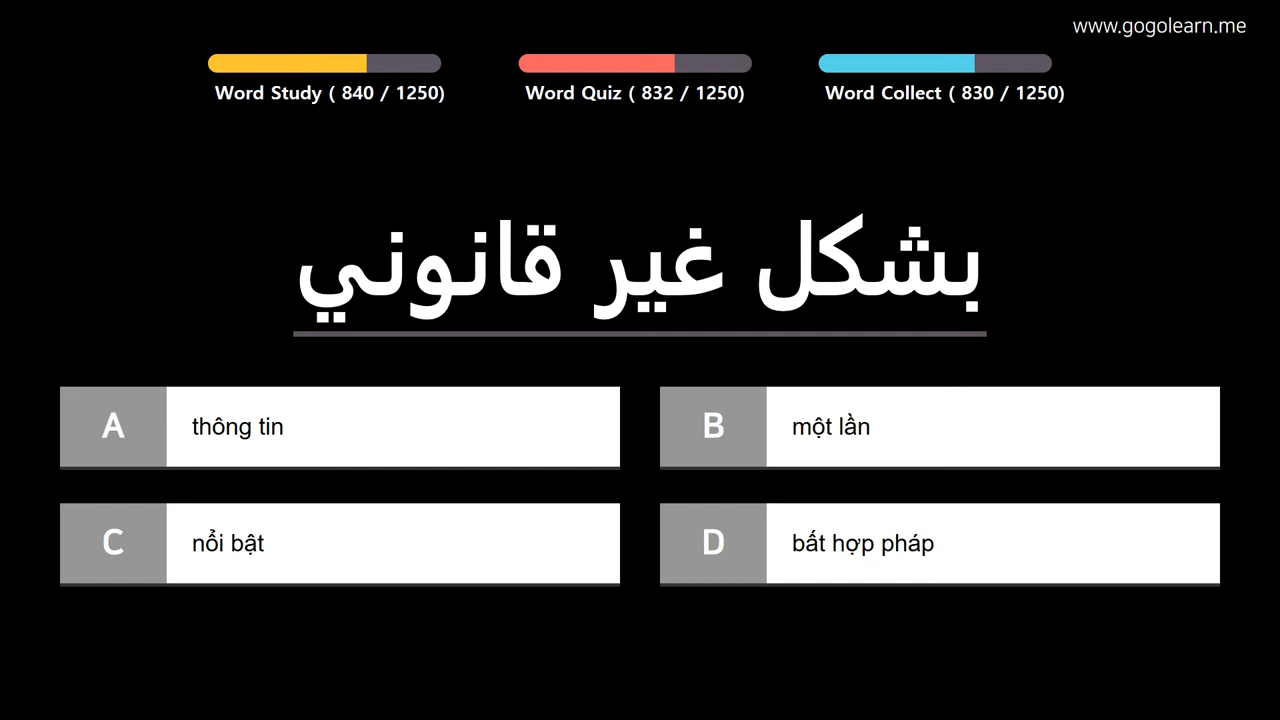 www.gogolearn.me
Word Study ( 840 / 1250)
Word Quiz ( 832 / 1250)
Word Collect ( 830 / 1250)
بشكل غير قانوني
A thông tin
B một lần
C nổi bật
D bất hợp pháp